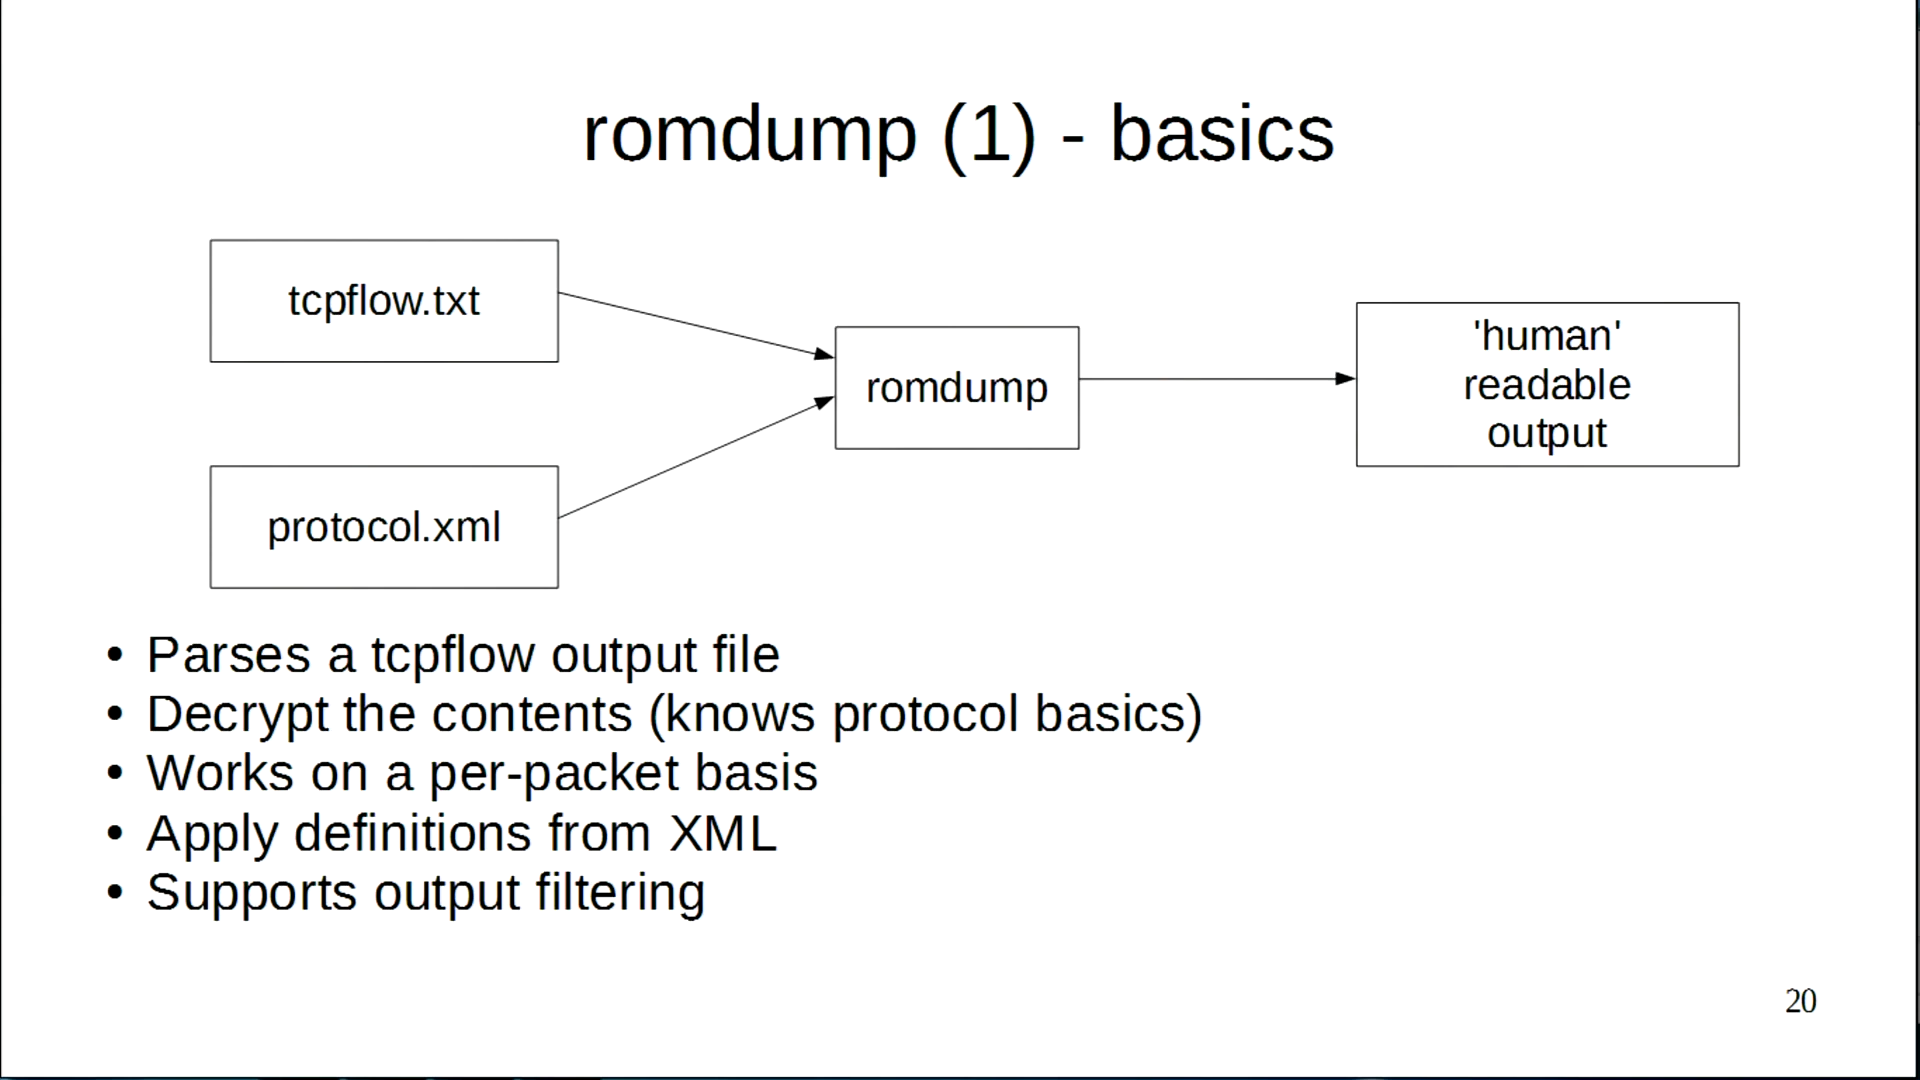 romdump (1) - basics
tcpflow.txt
protocol.xml
romdump
'human'
readable
output
• Parses a tcpflow output file
• Decrypt the contents (knows protocol basics)
• Works on a per-packet basis
• Apply definitions from XML
• Supports output filtering
20